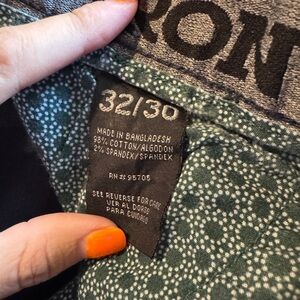 RON
32/30
MADE IN BANGLADESH
98% COTTON/ALGODON
2% SPANDEX/SPANDEX
RN# 95705
SEE REVERSE FOR CARE
VER AL DORSO
PARA CUIDADO